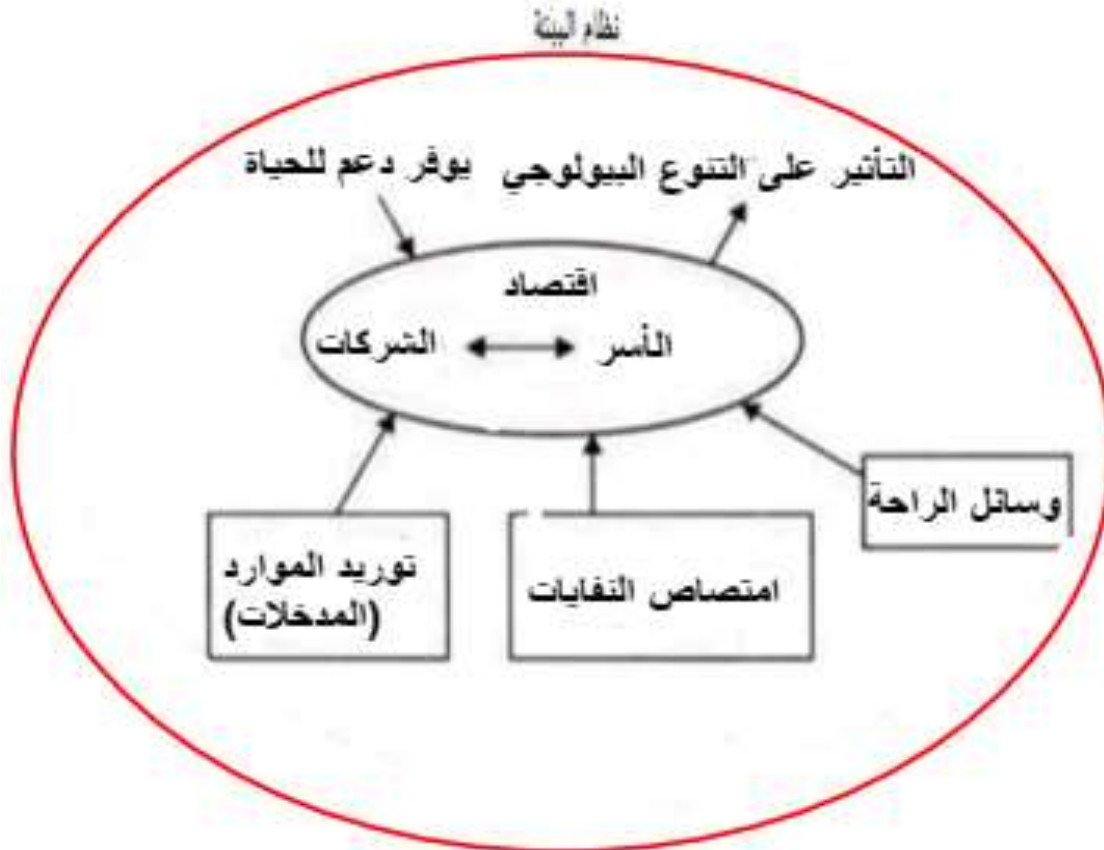 نظام البيئة
التأثير على التنوع البيولوجي
يوفر دعم للحياة
اقتصاد
الأسر
الشركات
وسائل الراحة
امتصاص النفايات
توريد الموارد
(المدخلات)